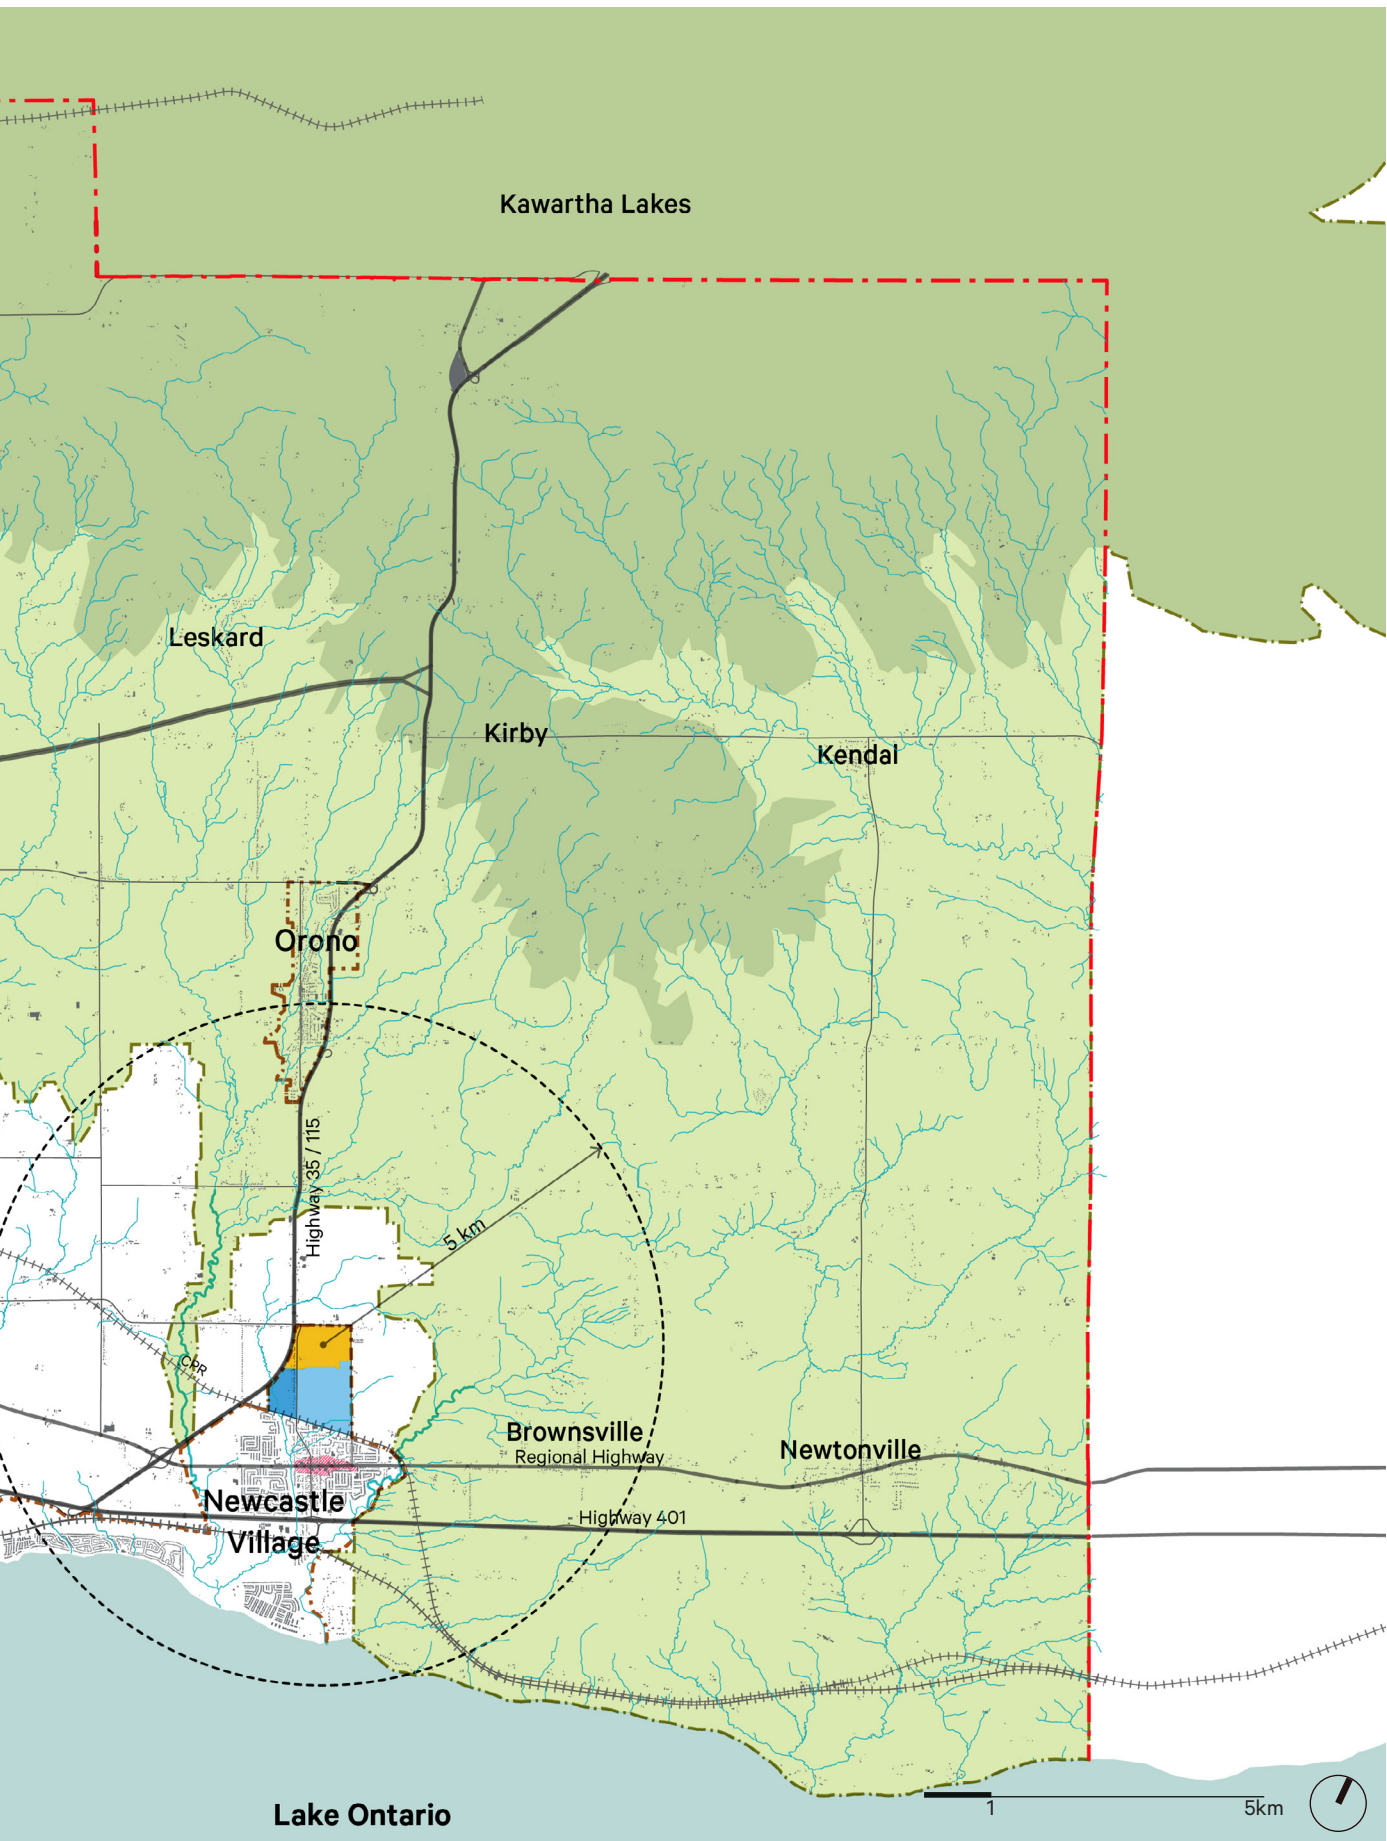 Kawartha Lakes
Leskard
Kirby
Kendal
Orono
Highway 35 / 115
5 km
CPR
Brownsville
Regional Highway
Newtonville
Newcastle
Village
Highway 401
Lake Ontario
1
5km